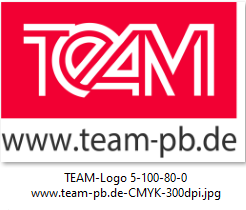 TEAM
www.team-pb.de
TEAM-Logo 5-100-80-0
www.team-pb.de-CMYK-300dpi.jpg